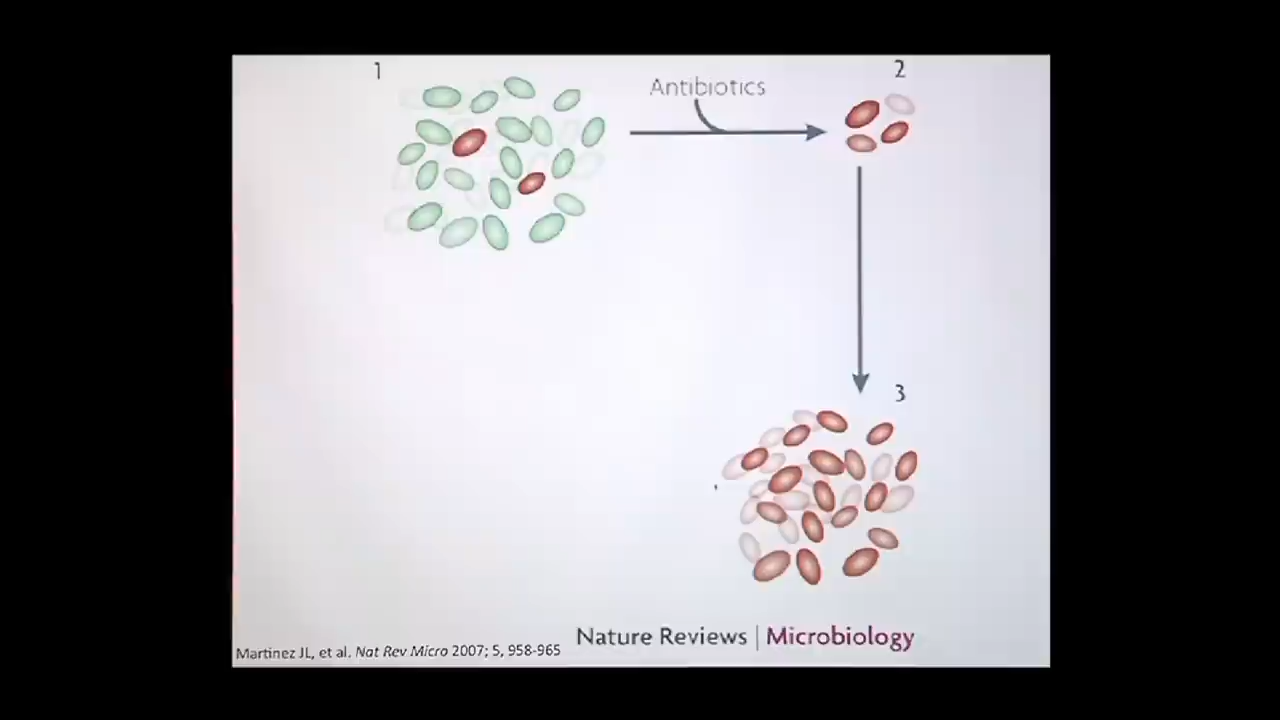 1
Antibiotics
2
3
Nature Reviews | Microbiology
Martinez JL, et al. Nat Rev Micro 2007; 5, 958-965